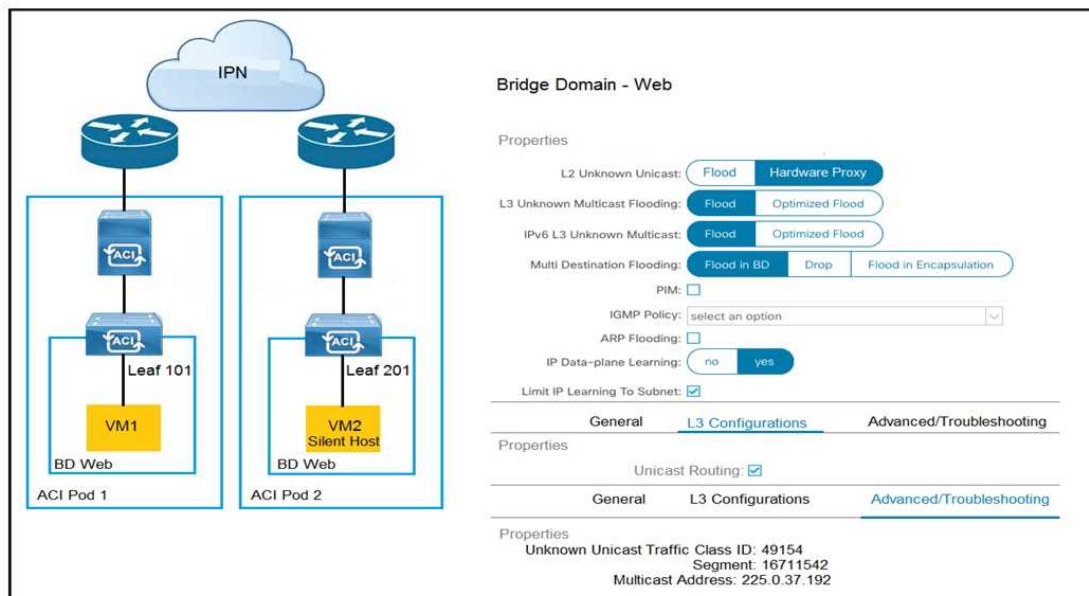 IPN
ACI
ACI
ACI
ACI
Leaf 101
Leaf 201
VM1
VM2
Silent Host
BD Web
BD Web
ACI Pod 1
ACI Pod 2
Bridge Domain - Web
Properties
L2 Unknown Unicast: Flood Hardware Proxy
L3 Unknown Multicast Flooding: Flood Optimized Flood
IPv6 L3 Unknown Multicast: Flood Optimized Flood
Multi Destination Flooding: Flood in BD Drop Flood in Encapsulation
PIM:
IGMP Policy: select an option
ARP Flooding:
IP Data-plane Learning: no yes
Limit IP Learning To Subnet:
General L3 Configurations Advanced/Troubleshooting
Properties
Unicast Routing:
General L3 Configurations Advanced/Troubleshooting
Properties
Unknown Unicast Traffic Class ID: 49154
Segment: 16711542
Multicast Address: 225.0.37.192